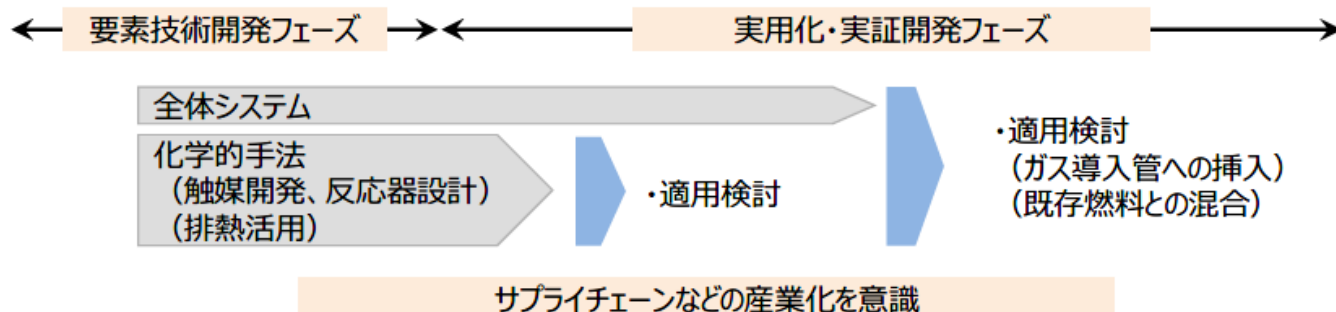 要素技術開発フェーズ
実用化・実証開発フェーズ
全体システム
化学的手法
（触媒開発、反応器設計）
（排熱活用）
・適用検討
・適用検討
（ガス導入管への挿入）
（既存燃料との混合）
サプライチェーンなどの産業化を意識